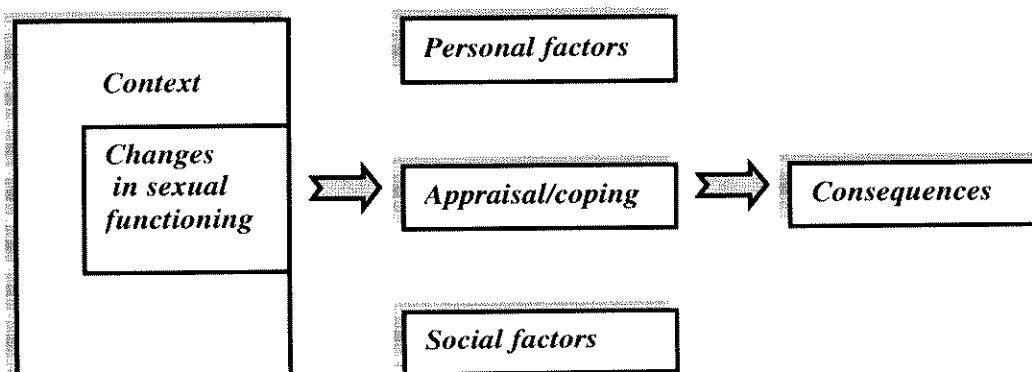 Personal factors
Context
Changes
in sexual
functioning
Appraisal/coping
Consequences
Social factors